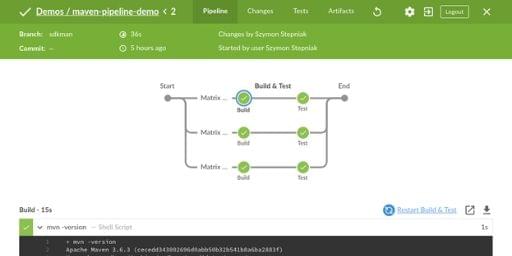 Demos / maven-pipeline-demo < 2
Pipeline Changes Tests Artifacts Logout
Branch: sdkman 36s Changes by Szymon Stepniak
Commit: – 5 hours ago Started by user Szymon Stepniak
Start Build & Test End
Matrix ...
Build Test
Matrix ...
Build Test
Matrix ...
Build Test
Build - 15s Restart Build & Test
mvn -version — Shell Script 1s
1 + mvn -version
2 Apache Maven 3.6.3 (cecedd343002696d0abb50b32b541b8a6ba2883f)